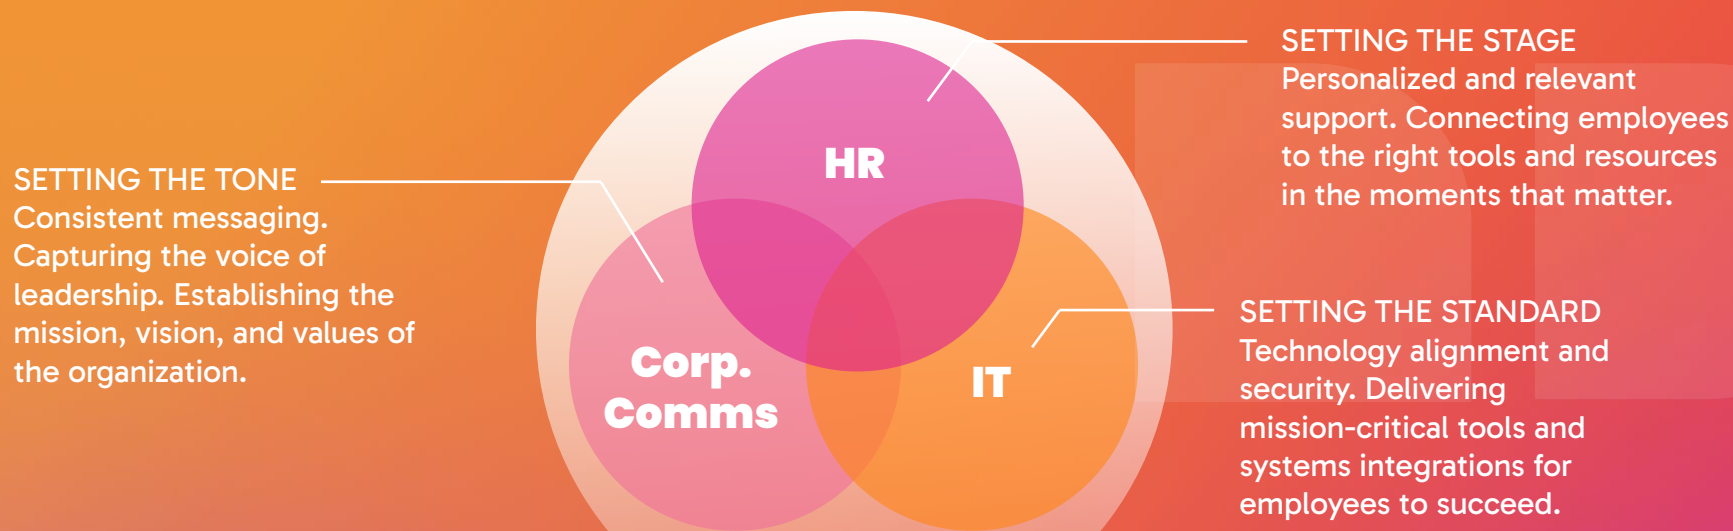 SETTING THE TONE
Consistent messaging.
Capturing the voice of
leadership. Establishing the
mission, vision, and values of
the organization.
HR
Corp.
Comms
IT
SETTING THE STAGE
Personalized and relevant
support. Connecting employees
to the right tools and resources
in the moments that matter.
SETTING THE STANDARD
Technology alignment and
security. Delivering
mission-critical tools and
systems integrations for
employees to succeed.